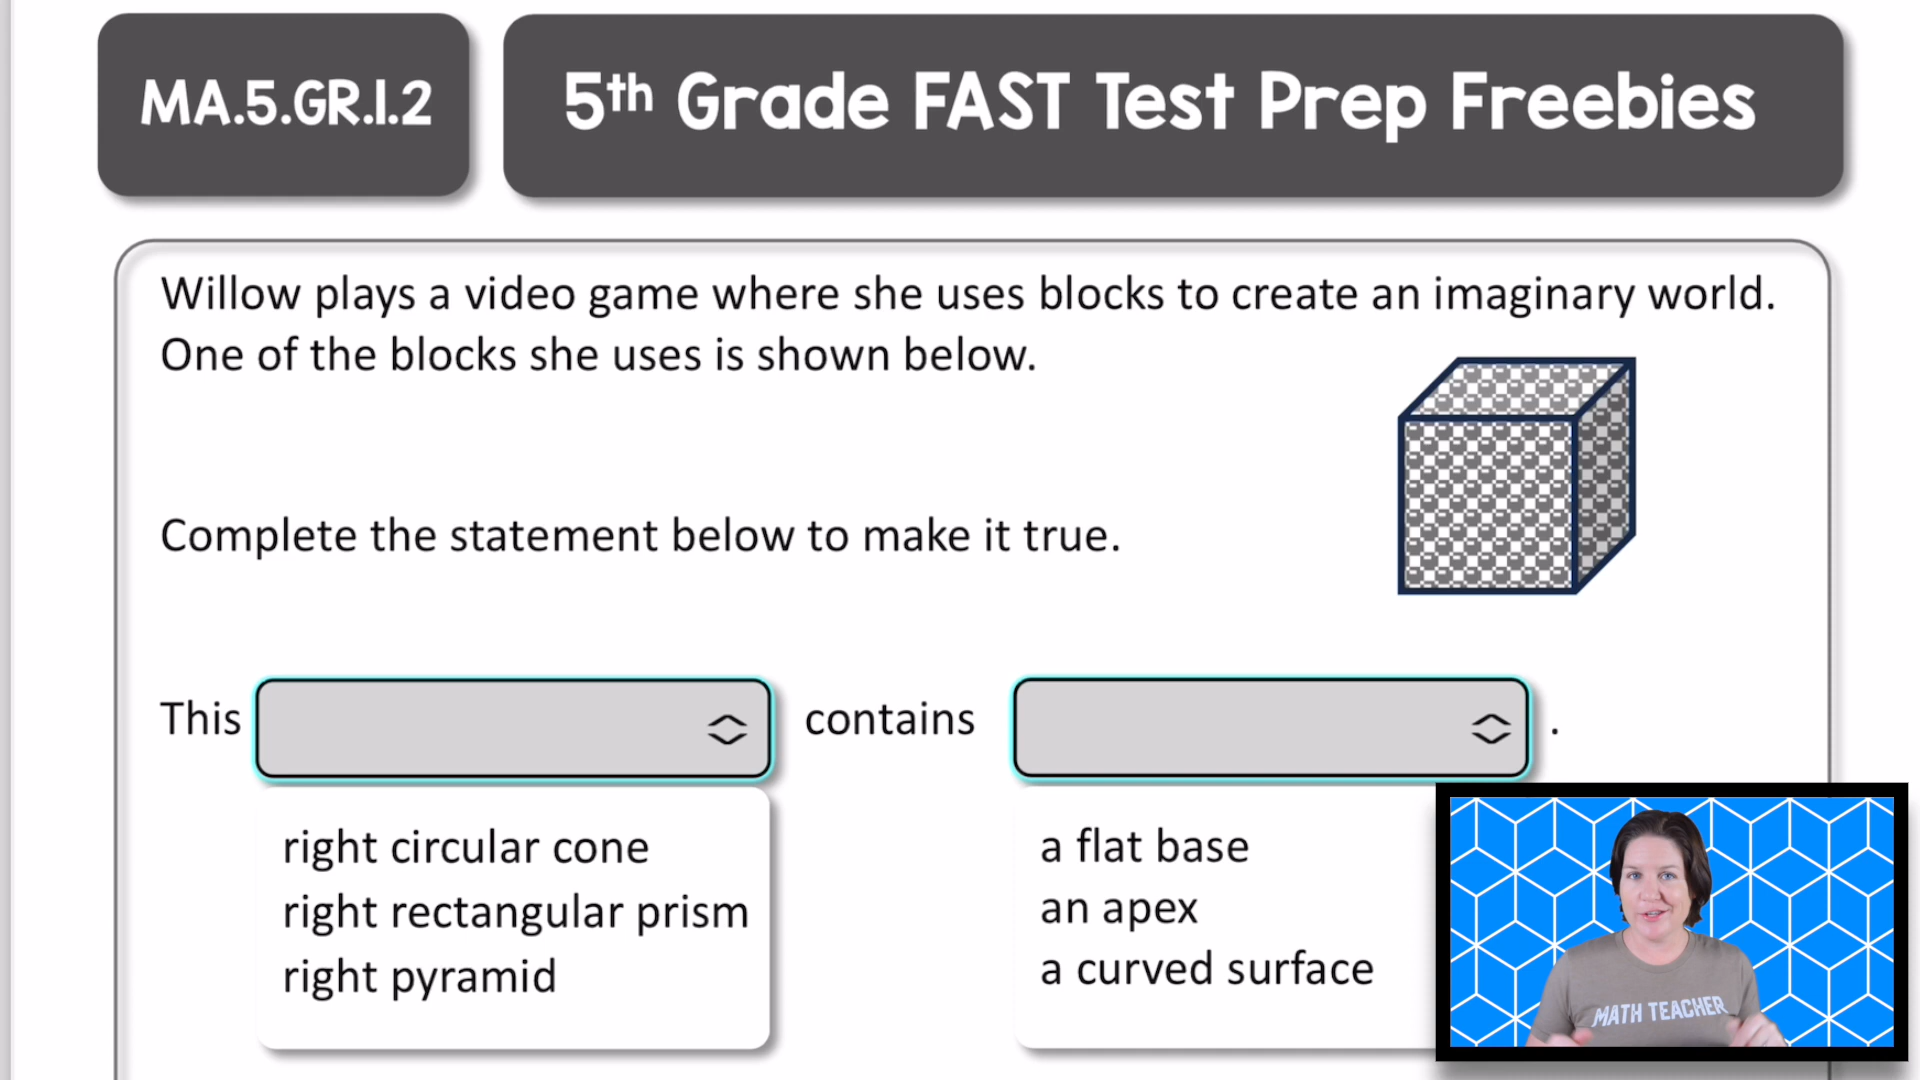 MA.5.GR.1.2
5th Grade FAST Test Prep Freebies
Willow plays a video game where she uses blocks to create an imaginary world.
One of the blocks she uses is shown below.
Complete the statement below to make it true.
This contains .
right circular cone
right rectangular prism
right pyramid
a flat base
an apex
a curved surface
MATH TEACHER